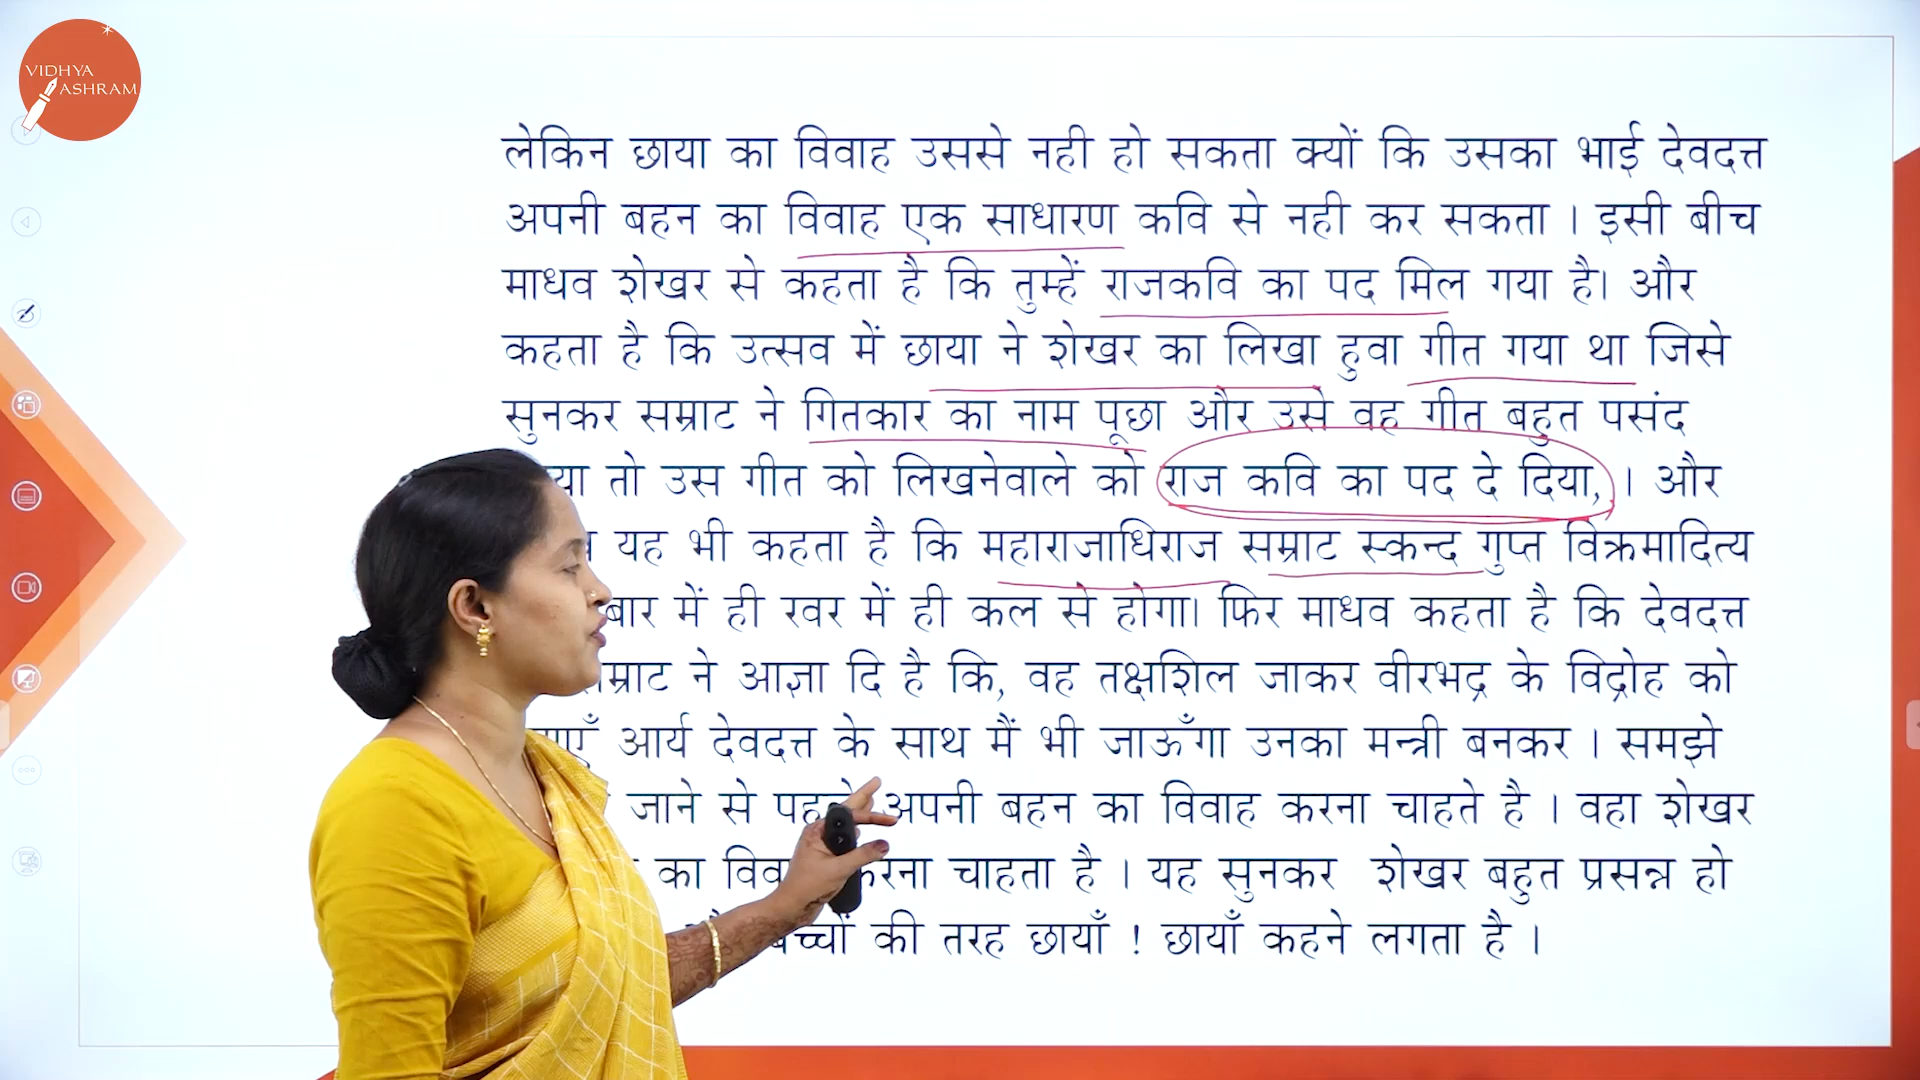 VIDHYA
ASHRAM
लेकिन छाया का विवाह उससे नही हो सकता क्यों कि उसका भाई देवदत्त
अपनी बहन का विवाह एक साधारण कवि से नही कर सकता । इसी बीच
माधव शेखर से कहता है कि तुम्हें राजकवि का पद मिल गया है। और
कहता है कि उत्सव में छाया ने शेखर का लिखा हुवा गीत गया था जिसे
सुनकर सम्राट ने गितकार का नाम पूछा और उसे वह गीत बहुत पसंद
तो उस गीत को लिखनेवाले को राज कवि का पद दे दिया, । और
यह भी कहता है कि महाराजाधिराज सम्राट स्कन्द गुप्त विक्रमादित्य
में ही रवर में ही कल से होगा। फिर माधव कहता है कि देवदत्त
ने आज्ञा दि है कि, वह तक्षशिल जाकर वीरभद्र के विद्रोह को
आर्य देवदत्त के साथ मैं भी जाऊँगा उनका मन्त्री बनकर । समझे
जाने से पहले अपनी बहन का विवाह करना चाहते है । वहा शेखर
का करना चाहता है । यह सुनकर शेखर बहुत प्रसन्न हो
बच्चों की तरह छायाँ ! छायाँ कहने लगता है ।